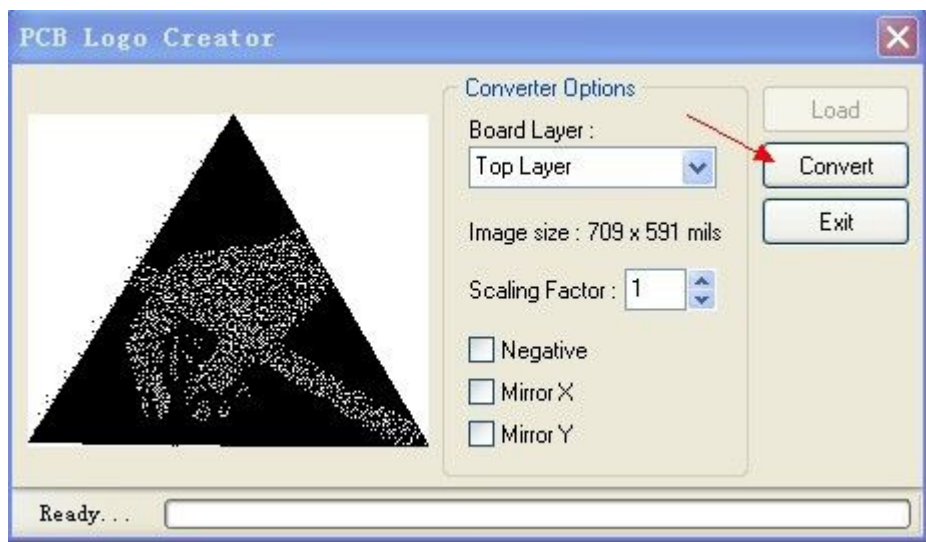 PCB Logo Creator
Converter Options
Board Layer :
Top Layer
Image size : 709 x 591 mils
Scaling Factor : 1
Negative
Mirror X
Mirror Y
Load
Convert
Exit
Ready...